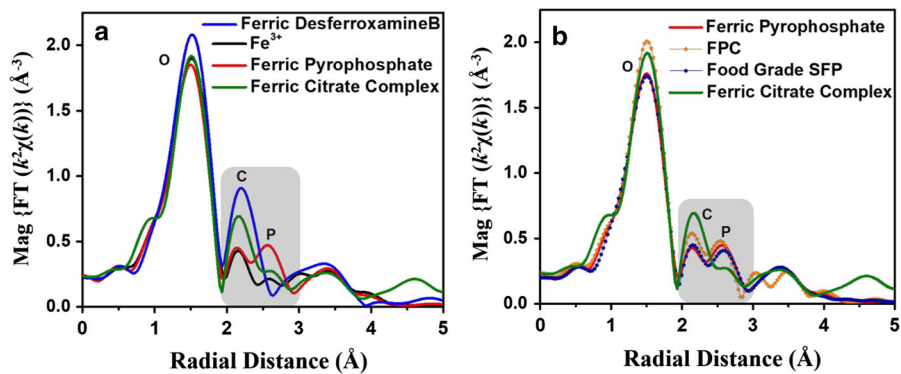 a
Ferric DesferroxamineB
Fe³⁺
Ferric Pyrophosphate
Ferric Citrate Complex
O
C
P
2.0
1.5
1.0
0.5
0.0
Mag {FT (k²χ(k))} (Å⁻³)
0 1 2 3 4 5
Radial Distance (Å)
b
Ferric Pyrophosphate
FPC
Food Grade SFP
Ferric Citrate Complex
O
C
P
2.0
1.5
1.0
0.5
0.0
Mag {FT (k²χ(k))} (Å⁻³)
0 1 2 3 4 5
Radial Distance (Å)